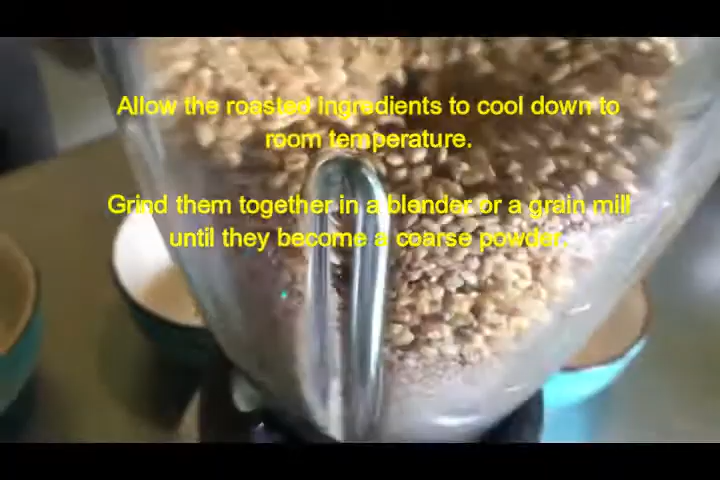 Allow the roasted ingredients to cool down to
room temperature.
Grind them together in a blender or a grain mill
until they become a coarse powder.